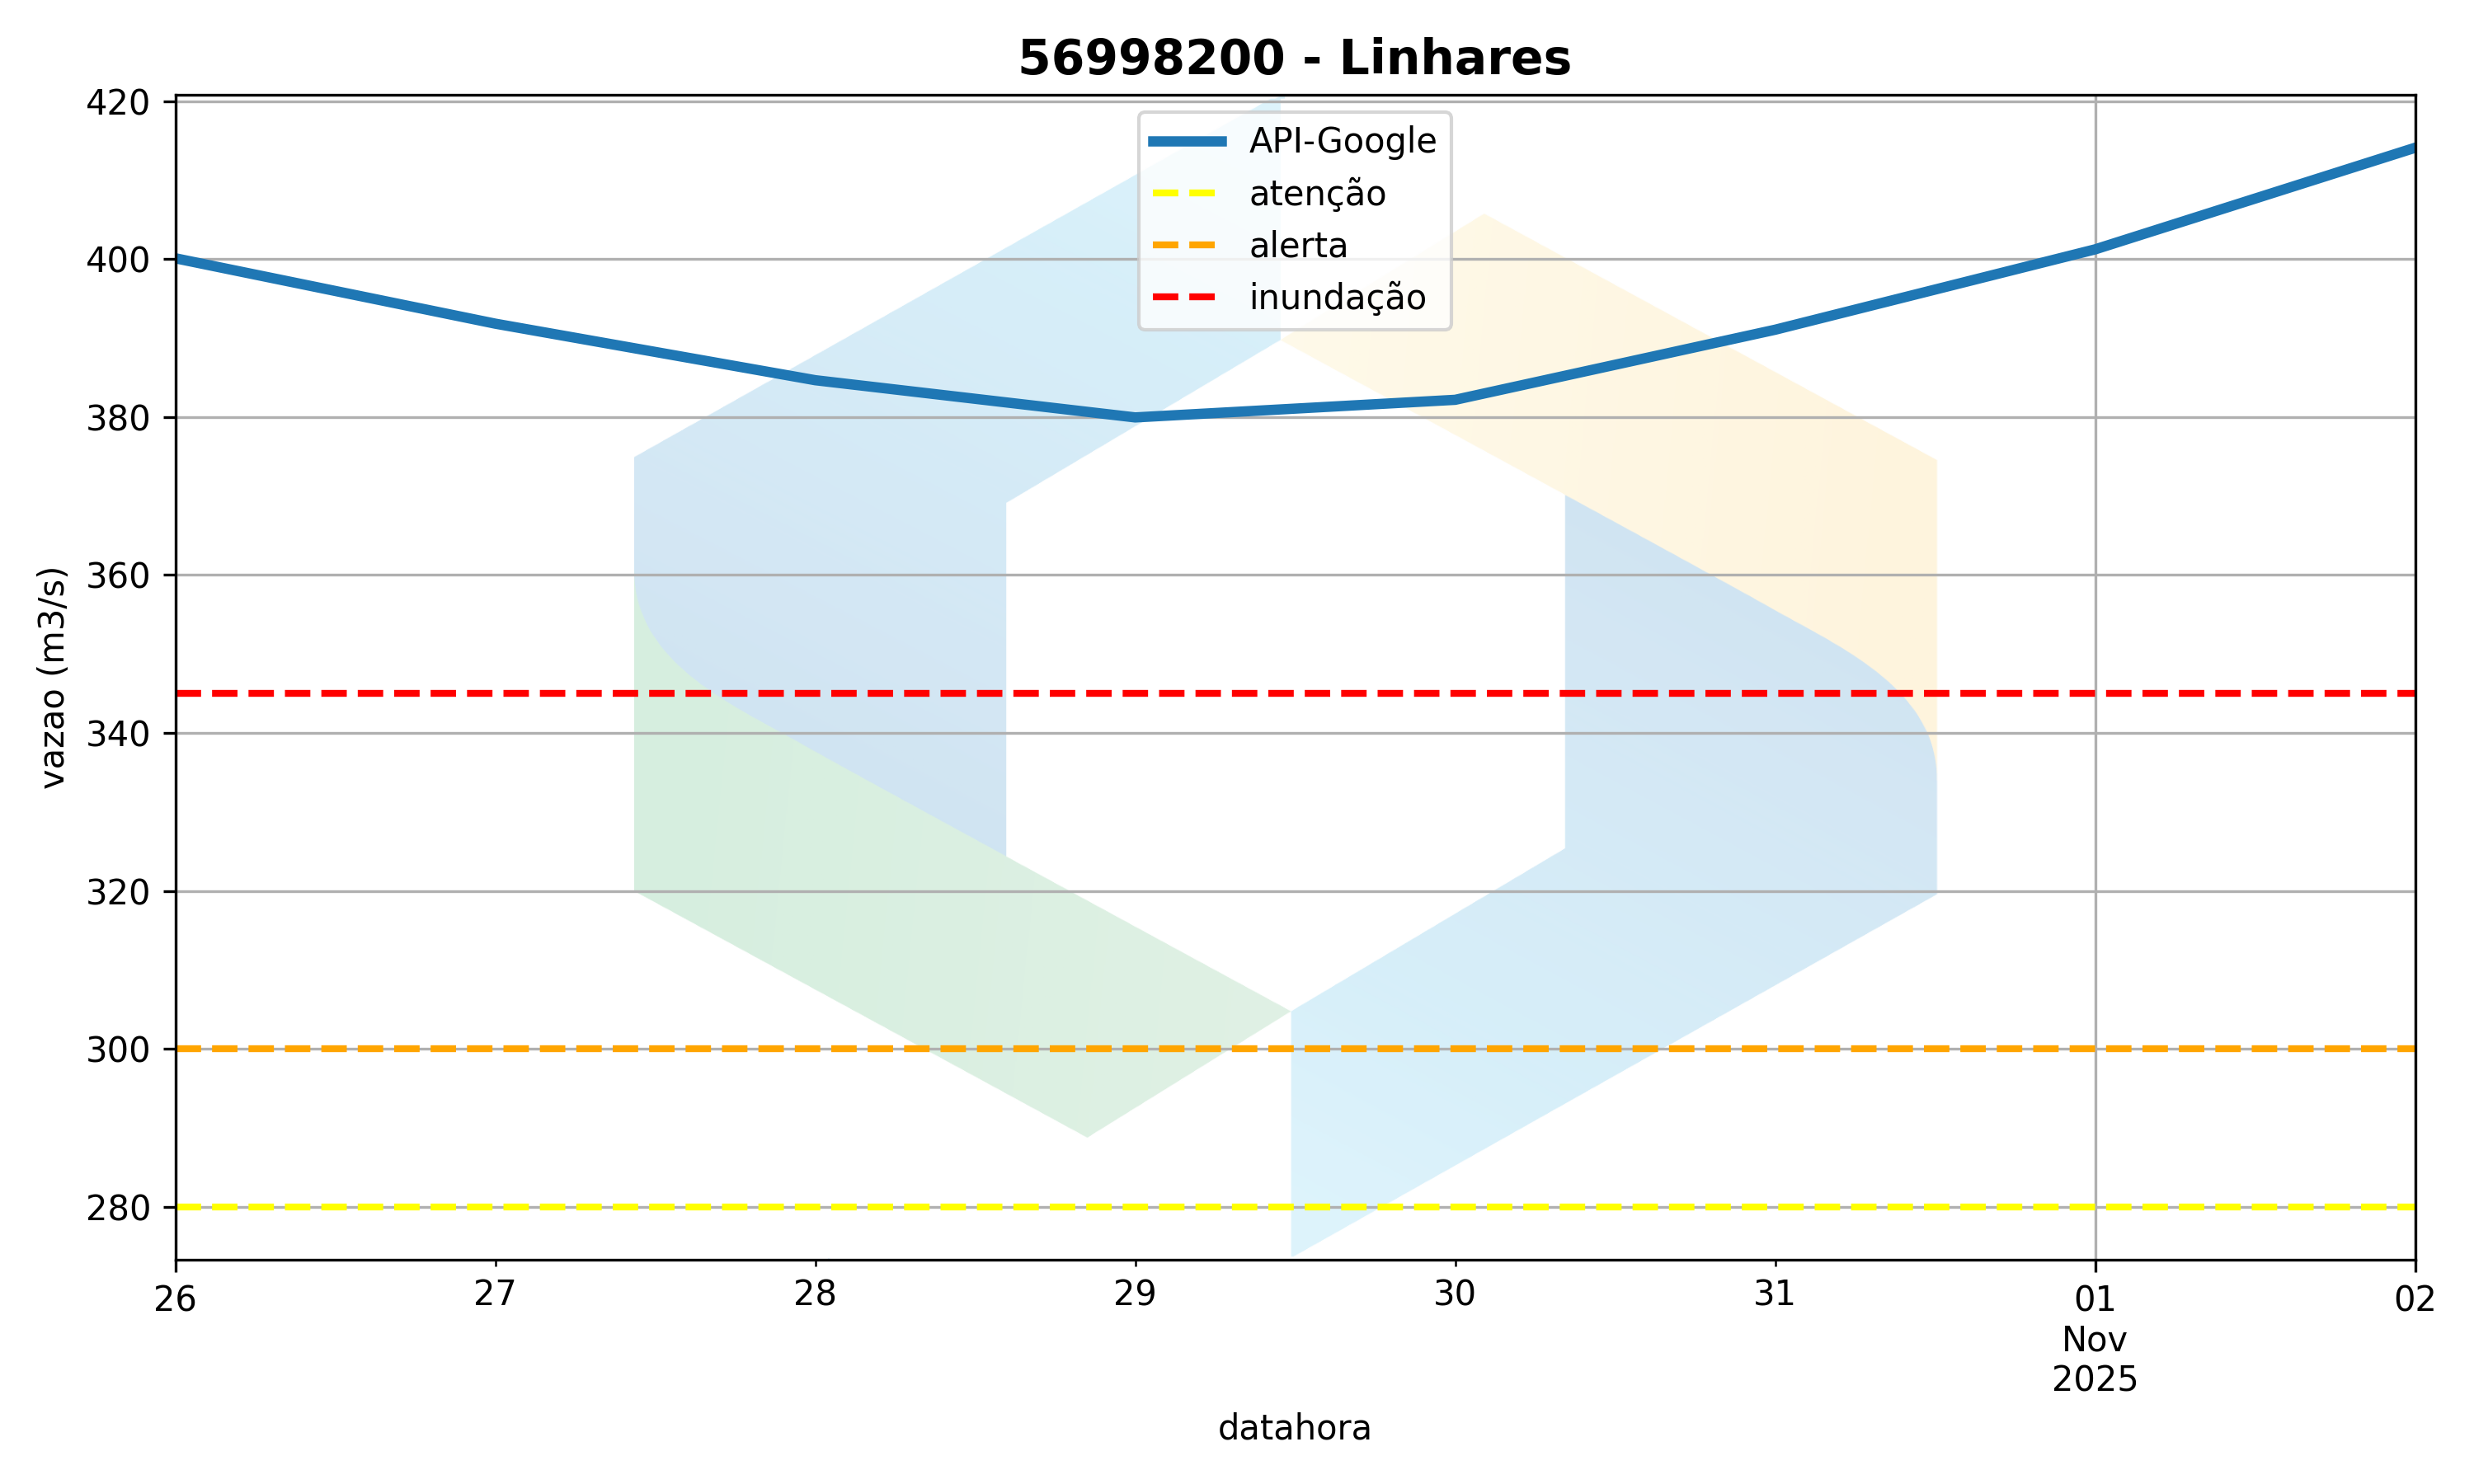 56998200 - Linhares
API-Google
atenção
alerta
inundação
420
400
380
360
340
320
300
280
vazao (m3/s)
26 27 28 29 30 31 01 02
Nov
2025
datahora